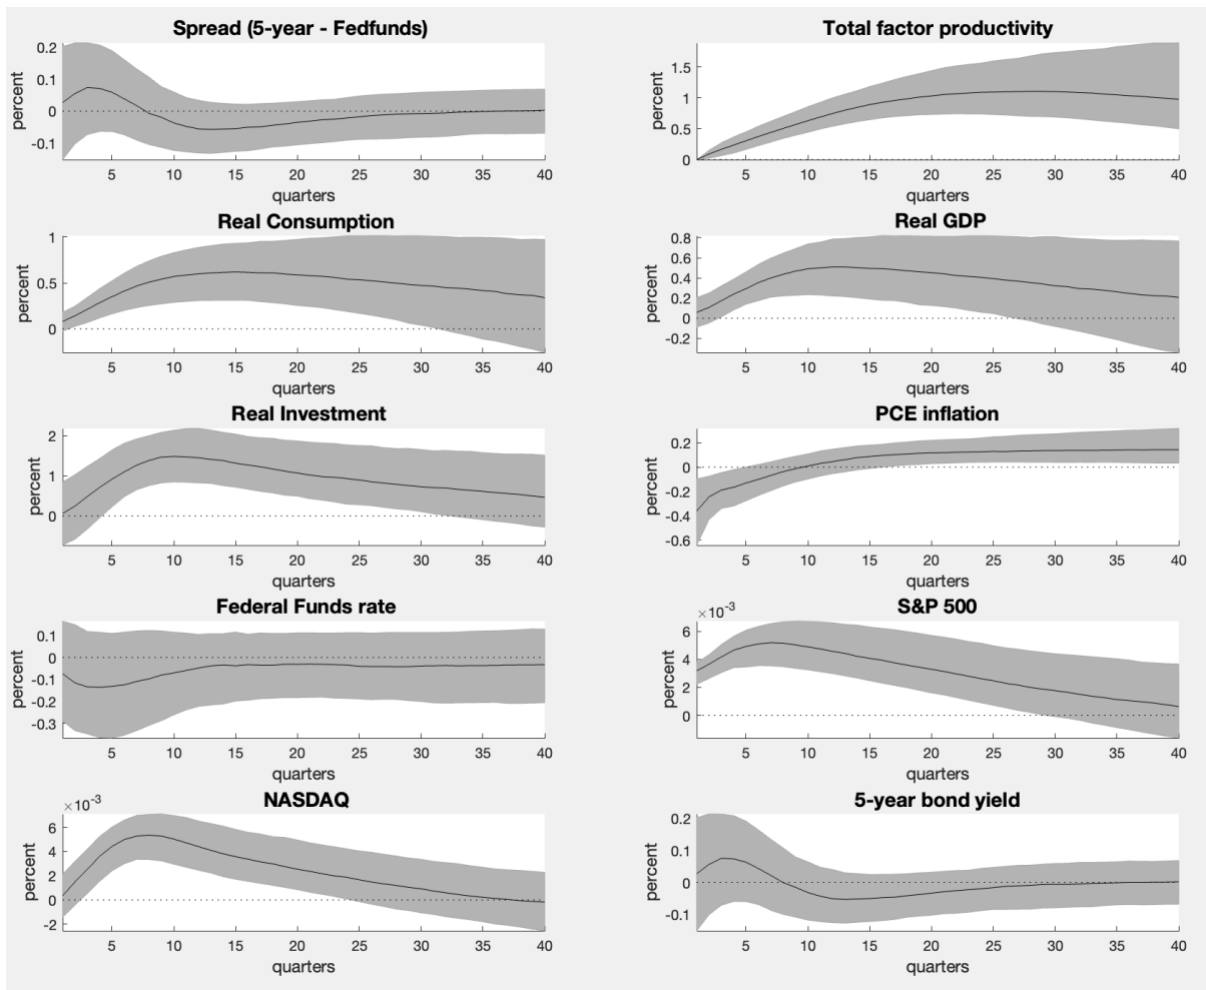 Spread (5-year - Fedfunds)
percent
0.2
0.1
0
-0.1
5 10 15 20 25 30 35 40
quarters
Total factor productivity
percent
1.5
1
0.5
0
5 10 15 20 25 30 35 40
quarters
Real Consumption
percent
1
0.5
0
5 10 15 20 25 30 35 40
quarters
Real GDP
percent
0.8
0.6
0.4
0.2
0
-0.2
5 10 15 20 25 30 35 40
quarters
Real Investment
percent
2
1
0
5 10 15 20 25 30 35 40
quarters
PCE inflation
percent
0.2
0
-0.2
-0.4
-0.6
5 10 15 20 25 30 35 40
quarters
Federal Funds rate
percent
0.1
0
-0.1
-0.2
-0.3
5 10 15 20 25 30 35 40
quarters
S&P 500
×10-3
percent
6
4
2
0
5 10 15 20 25 30 35 40
quarters
NASDAQ
×10-3
percent
6
4
2
0
-2
5 10 15 20 25 30 35 40
quarters
5-year bond yield
percent
0.2
0.1
0
-0.1
5 10 15 20 25 30 35 40
quarters